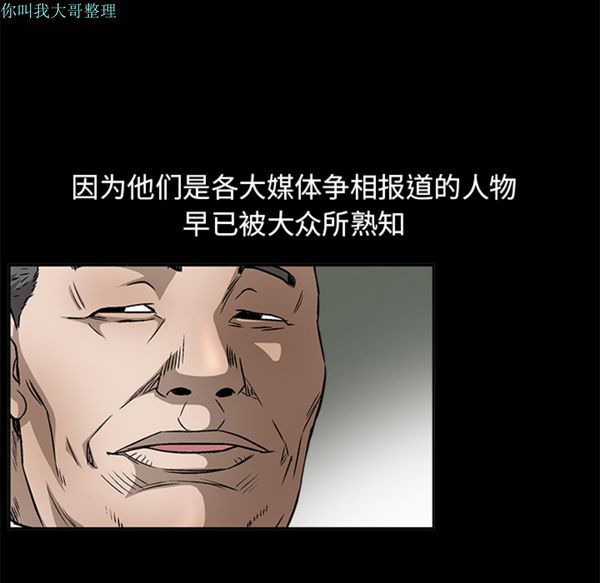 你叫我大哥整理
因为他们是各大媒体争相报道的人物
早已被大众所熟知